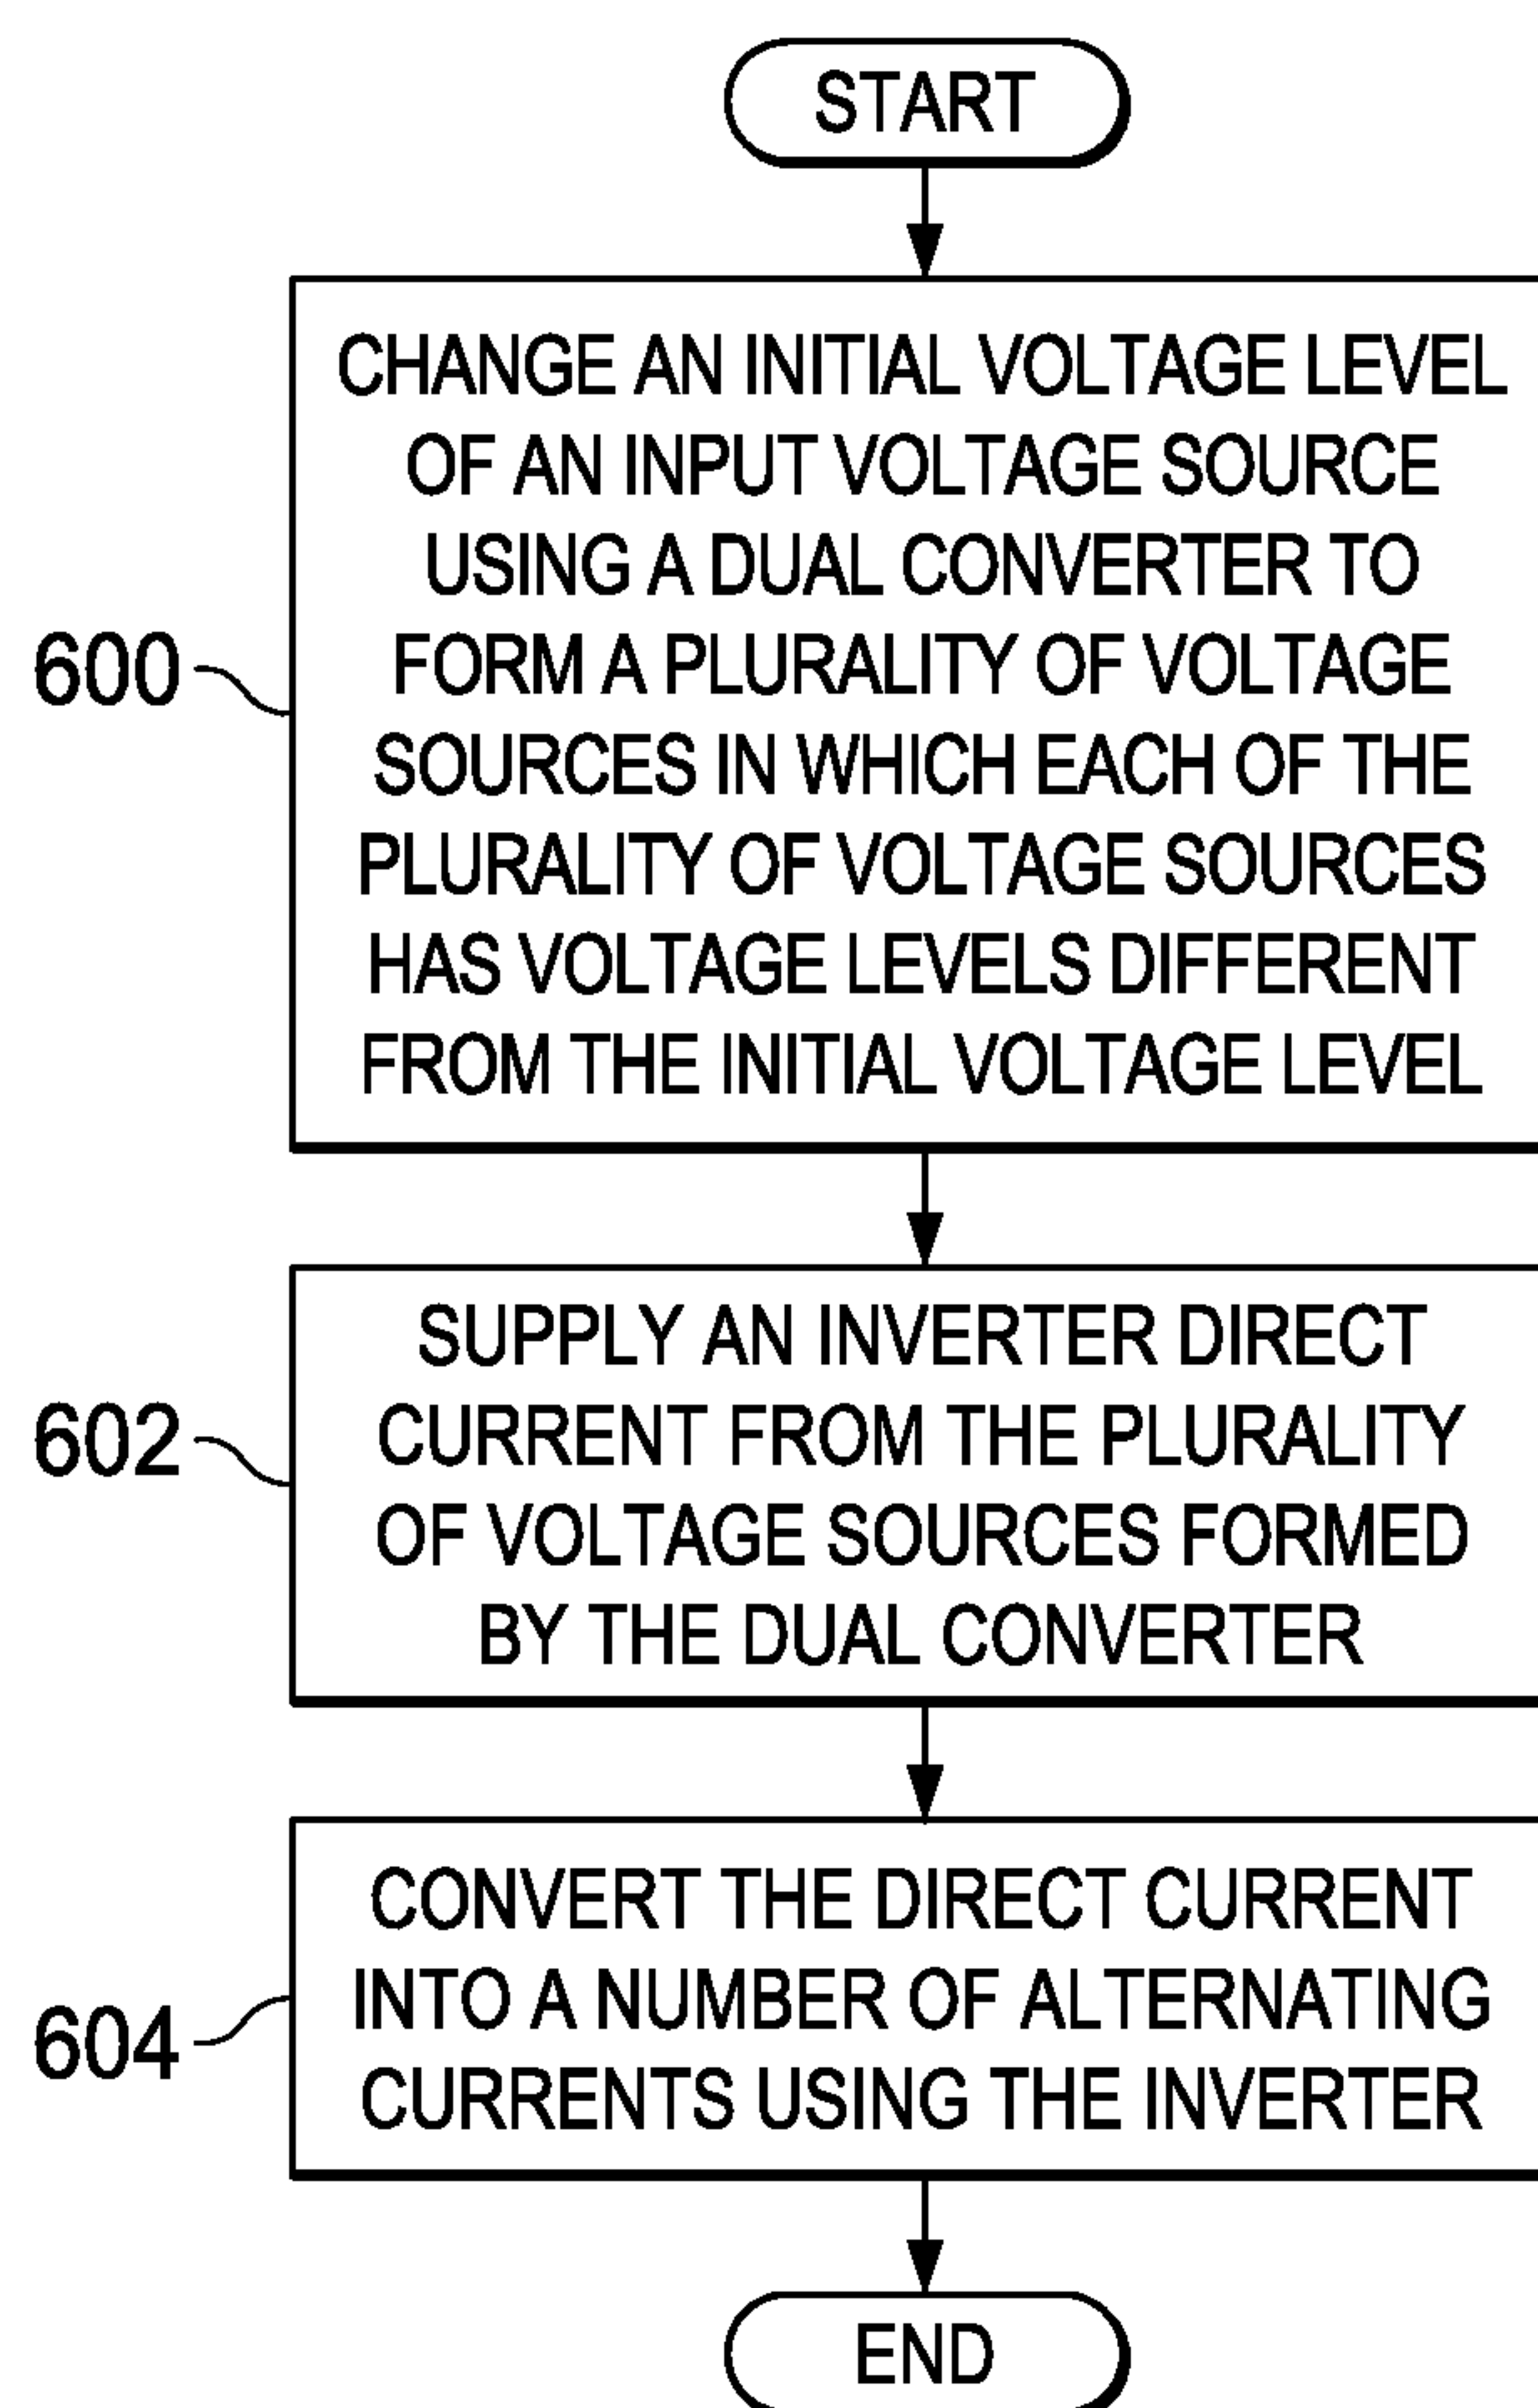 START
CHANGE AN INITIAL VOLTAGE LEVEL
OF AN INPUT VOLTAGE SOURCE
USING A DUAL CONVERTER TO
FORM A PLURALITY OF VOLTAGE
SOURCES IN WHICH EACH OF THE
PLURALITY OF VOLTAGE SOURCES
HAS VOLTAGE LEVELS DIFFERENT
FROM THE INITIAL VOLTAGE LEVEL
600
SUPPLY AN INVERTER DIRECT
CURRENT FROM THE PLURALITY
OF VOLTAGE SOURCES FORMED
BY THE DUAL CONVERTER
602
CONVERT THE DIRECT CURRENT
INTO A NUMBER OF ALTERNATING
CURRENTS USING THE INVERTER
604
END